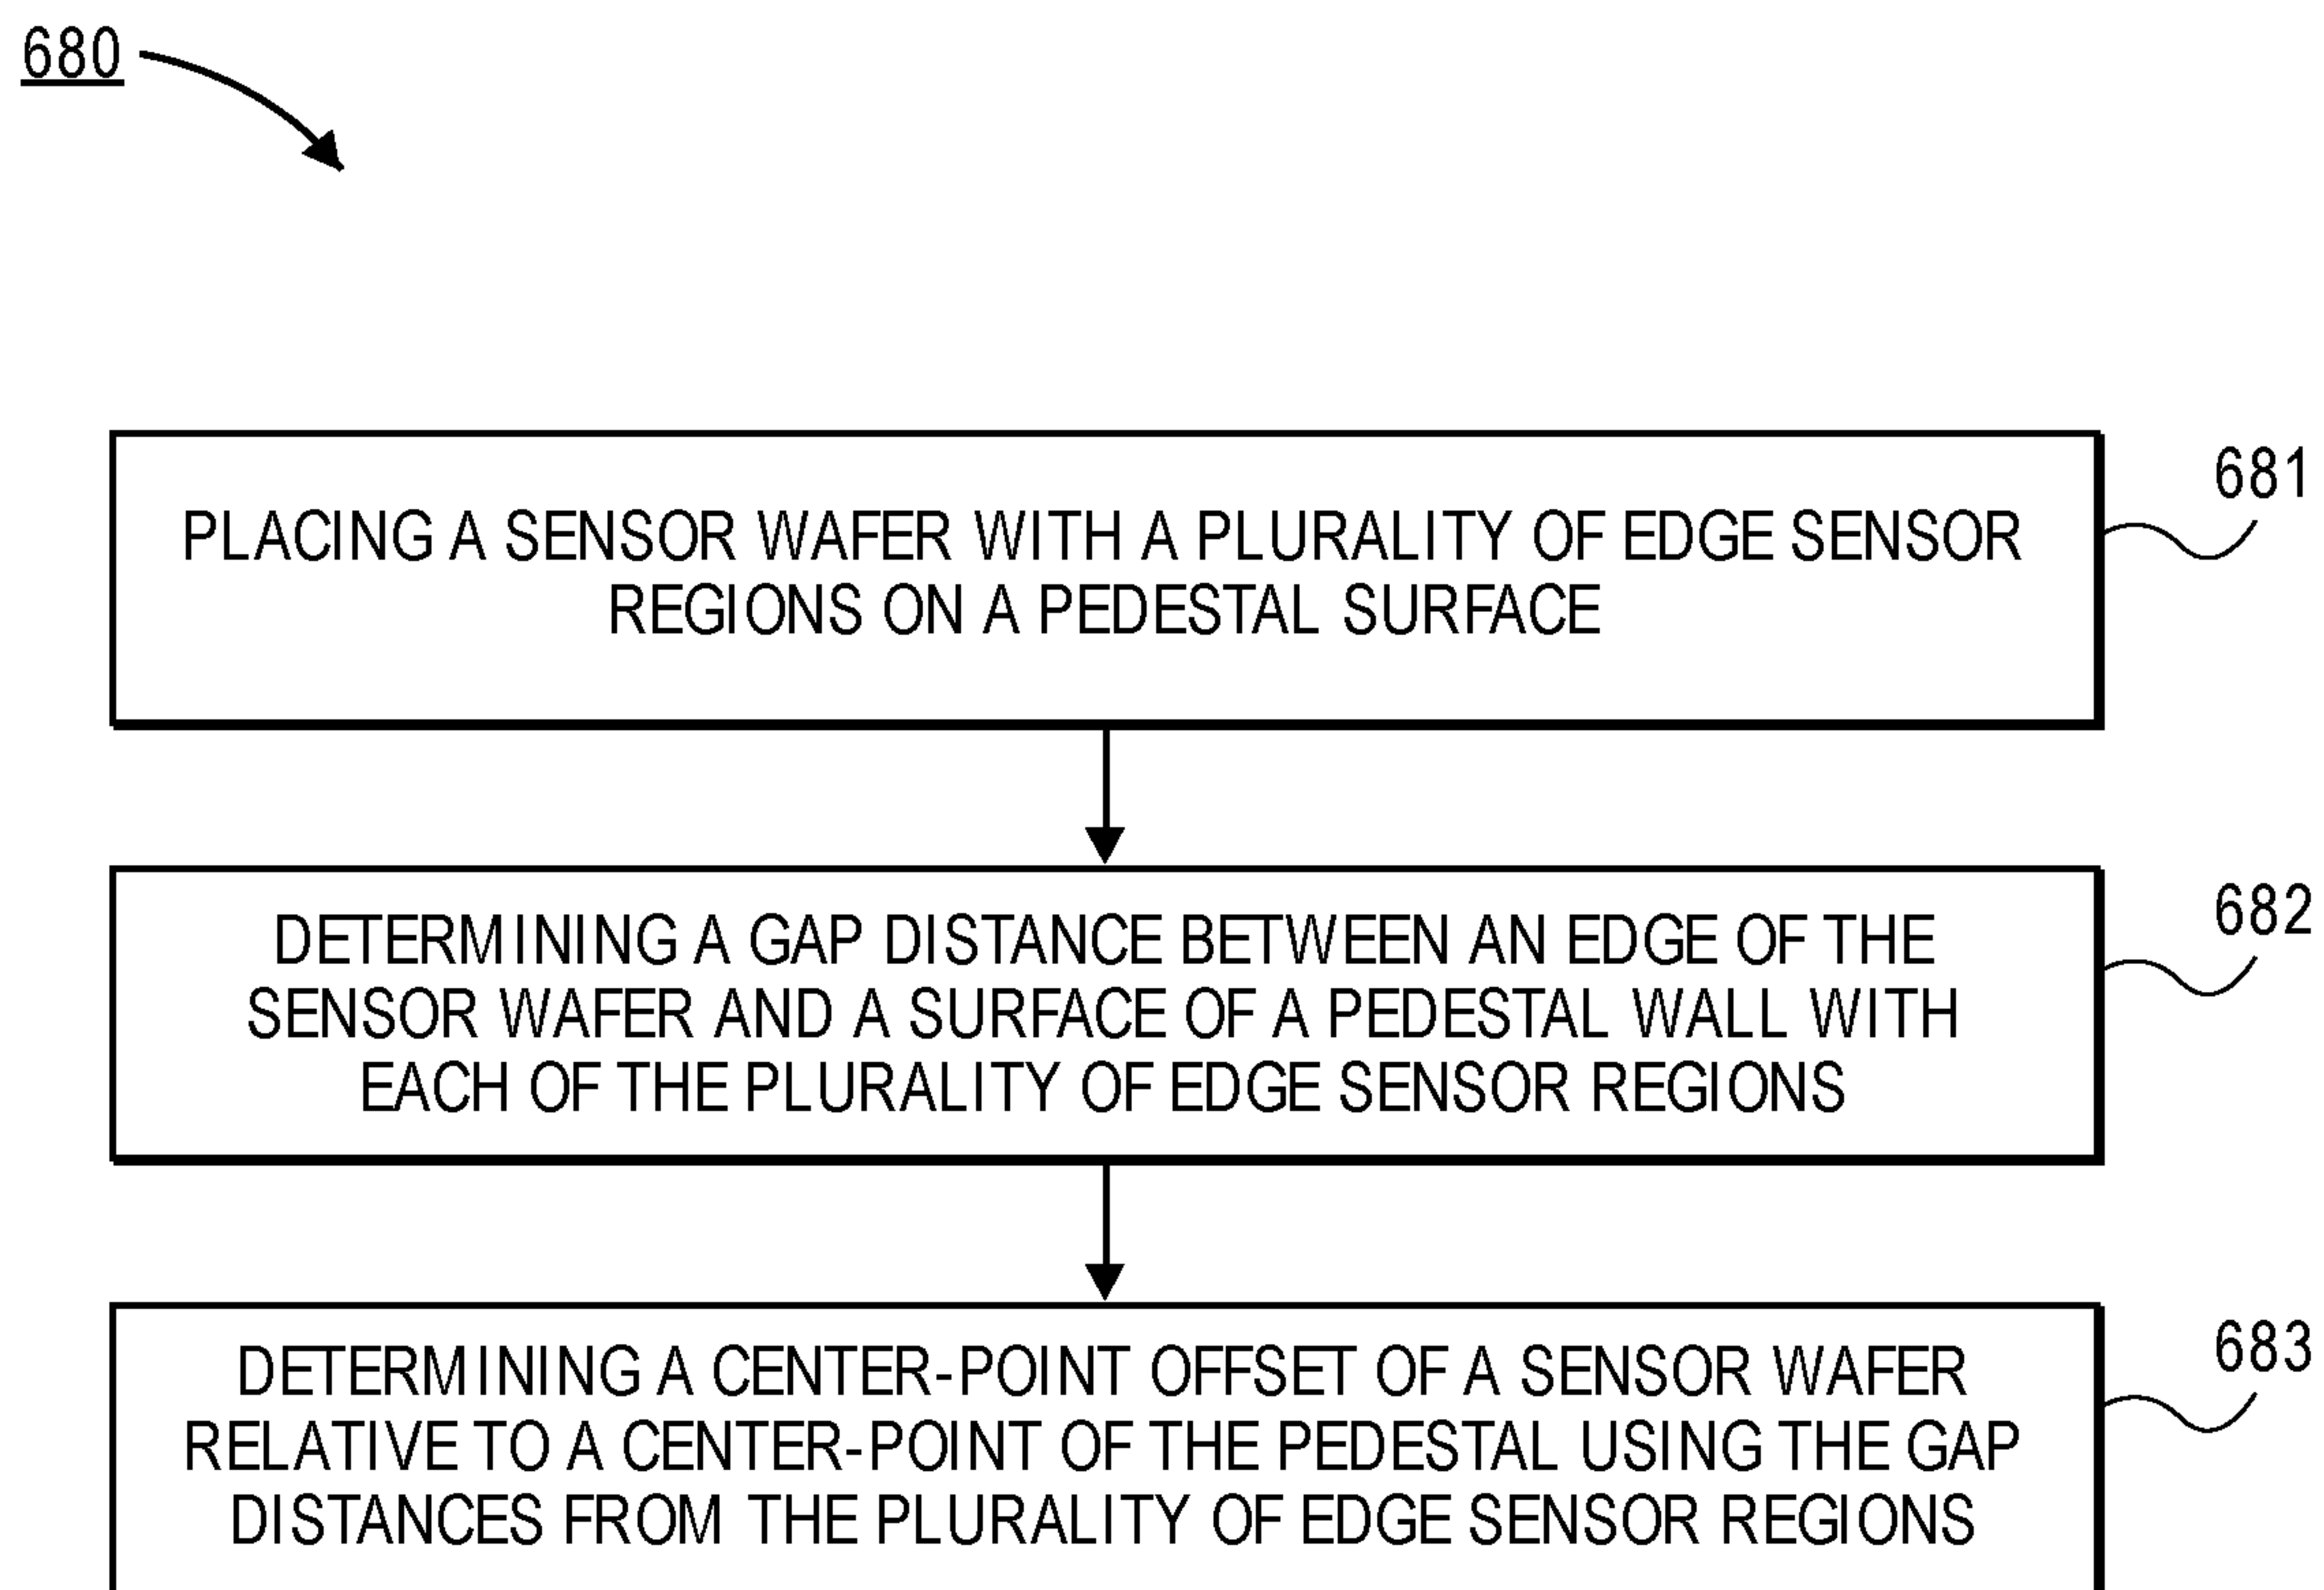 680
PLACING A SENSOR WAFER WITH A PLURALITY OF EDGE SENSOR
REGIONS ON A PEDESTAL SURFACE
681
DETERMINING A GAP DISTANCE BETWEEN AN EDGE OF THE
SENSOR WAFER AND A SURFACE OF A PEDESTAL WALL WITH
EACH OF THE PLURALITY OF EDGE SENSOR REGIONS
682
DETERMINING A CENTER-POINT OFFSET OF A SENSOR WAFER
RELATIVE TO A CENTER-POINT OF THE PEDESTAL USING THE GAP
DISTANCES FROM THE PLURALITY OF EDGE SENSOR REGIONS
683